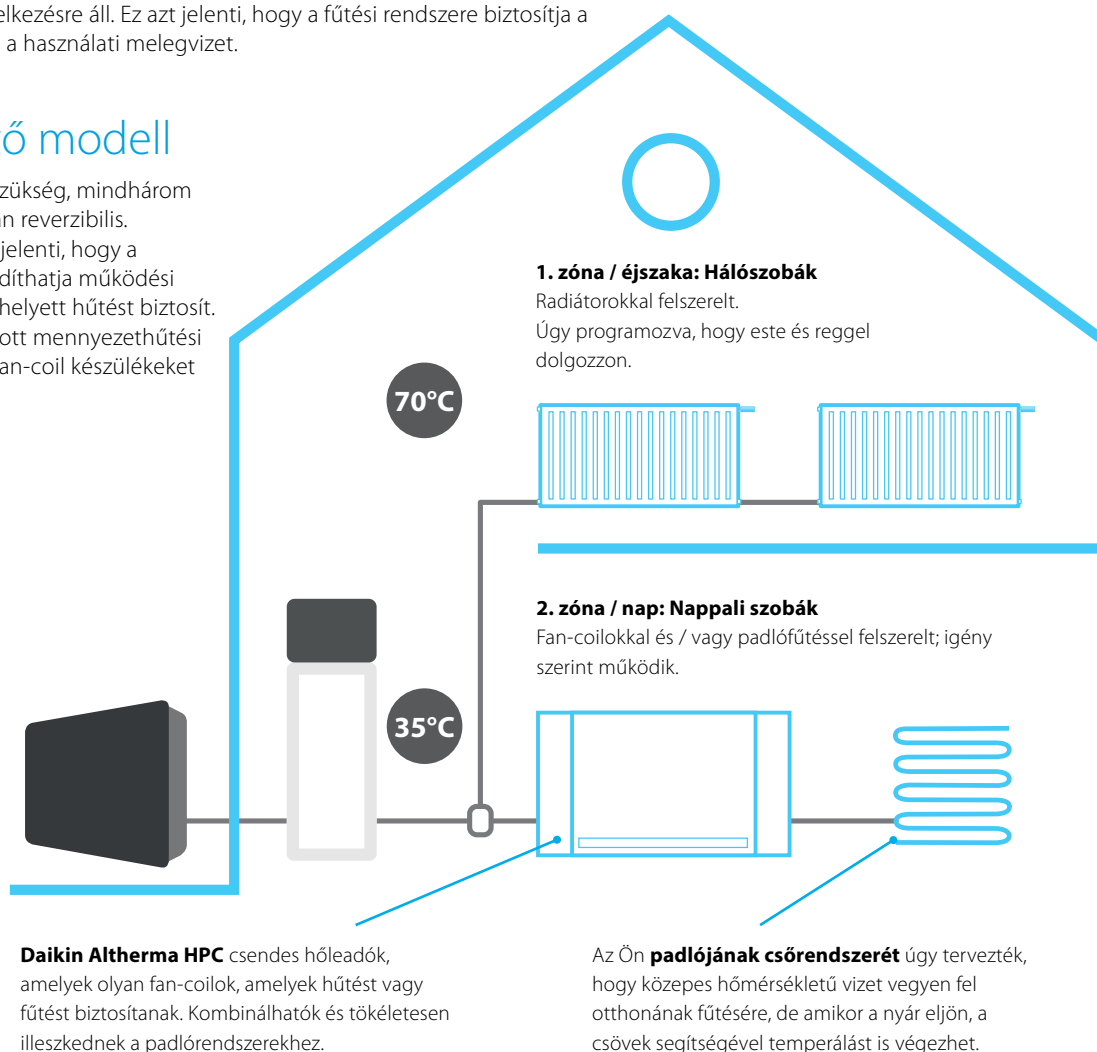 elkezésre áll. Ez azt jelenti, hogy a fűtési rendszere biztosítja a
a használati melegvizet.
ő modell
zükség, mindhárom
n reverzibilis.
jelenti, hogy a
díthatja működési
helyett hűtést biztosít.
ott mennyezethűtési
an-coil készülékeket
1. zóna / éjszaka: Hálószobák
Radiátorokkal felszerelt.
Úgy programozva, hogy este és reggel
dolgozzon.
70°C
2. zóna / nap: Nappali szobák
Fan-coilokkal és / vagy padlófűtéssel felszerelt; igény
szerint működik.
35°C
Daikin Altherma HPC csendes hőleadók,
amelyek olyan fan-coilok, amelyek hűtést vagy
fűtést biztosítanak. Kombinálhatók és tökéletesen
illeszkednek a padlórendszerekhez.
Az Ön padlójának csőrendszerét úgy tervezték,
hogy közepes hőmérsékletű vizet vegyen fel
otthonának fűtésére, de amikor a nyár eljön, a
csövek segítségével temperálást is végezhet.